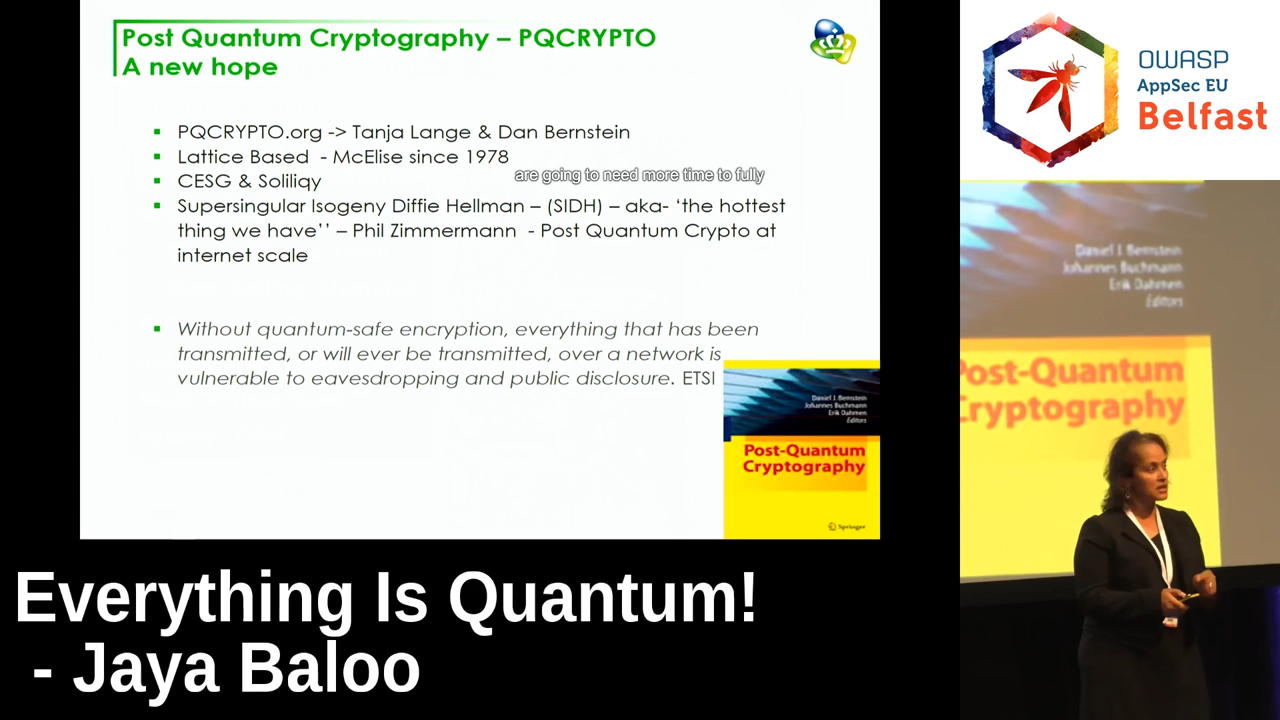 Post Quantum Cryptography – PQCRYPTO
A new hope
PQCRYPTO.org -> Tanja Lange & Dan Bernstein
Lattice Based - McElise since 1978
CESG & Soliliqy
Supersingular Isogeny Diffie Hellman – (SIDH) – aka- ‘the hottest
thing we have’’ – Phil Zimmermann - Post Quantum Crypto at
internet scale
Without quantum-safe encryption, everything that has been
transmitted, or will ever be transmitted, over a network is
vulnerable to eavesdropping and public disclosure. ETSI
are going to need more time to fully
Daniel J. Bernstein
Johannes Buchmann
Erik Dahmen
Editors
Post-Quantum
Cryptography
Springer
OWASP
AppSec EU
Belfast
Daniel J. Bernstein
Johannes Buchmann
Erik Dahmen
Editors
Post-Quantum
Cryptography
Everything Is Quantum!
- Jaya Baloo